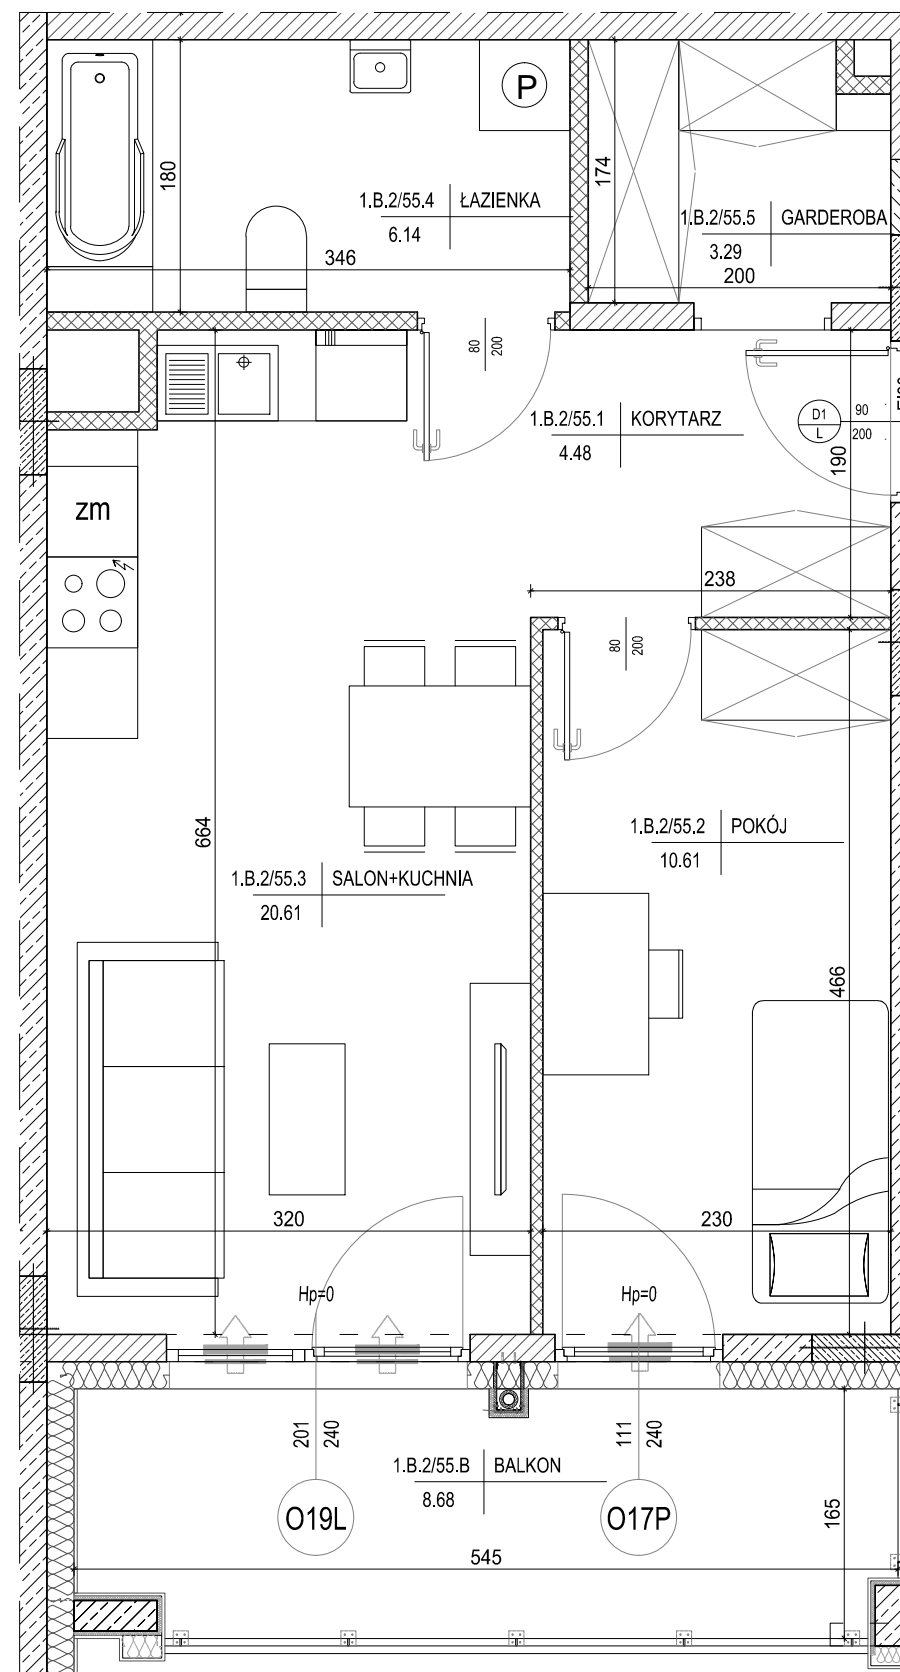 P
180
174
1.B.2/55.4 ŁAZIENKA
6.14
1.B.2/55.5 GARDEROBA
3.29
346
200
80
200
1.B.2/55.1 KORYTARZ
4.48
D1
L
90
200
190
zm
238
80
200
664
1.B.2/55.2 POKÓJ
10.61
1.B.2/55.3 SALON+KUCHNIA
20.61
466
320
230
Hp=0
Hp=0
201
240
111
240
1.B.2/55.B BALKON
8.68
O19L
O17P
165
545